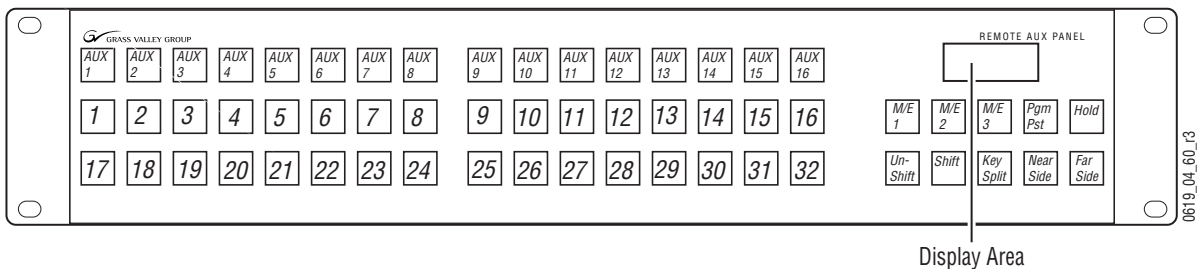 GRASS VALLEY GROUP
REMOTE AUX PANEL
AUX 1 AUX 2 AUX 3 AUX 4 AUX 5 AUX 6 AUX 7 AUX 8 AUX 9 AUX 10 AUX 11 AUX 12 AUX 13 AUX 14 AUX 15 AUX 16
1 2 3 4 5 6 7 8 9 10 11 12 13 14 15 16
M/E 1 M/E 2 M/E 3 Pgm Pst Hold
17 18 19 20 21 22 23 24 25 26 27 28 29 30 31 32
Un-Shift Shift Key Split Near Side Far Side
Display Area
0619_04_60_r3